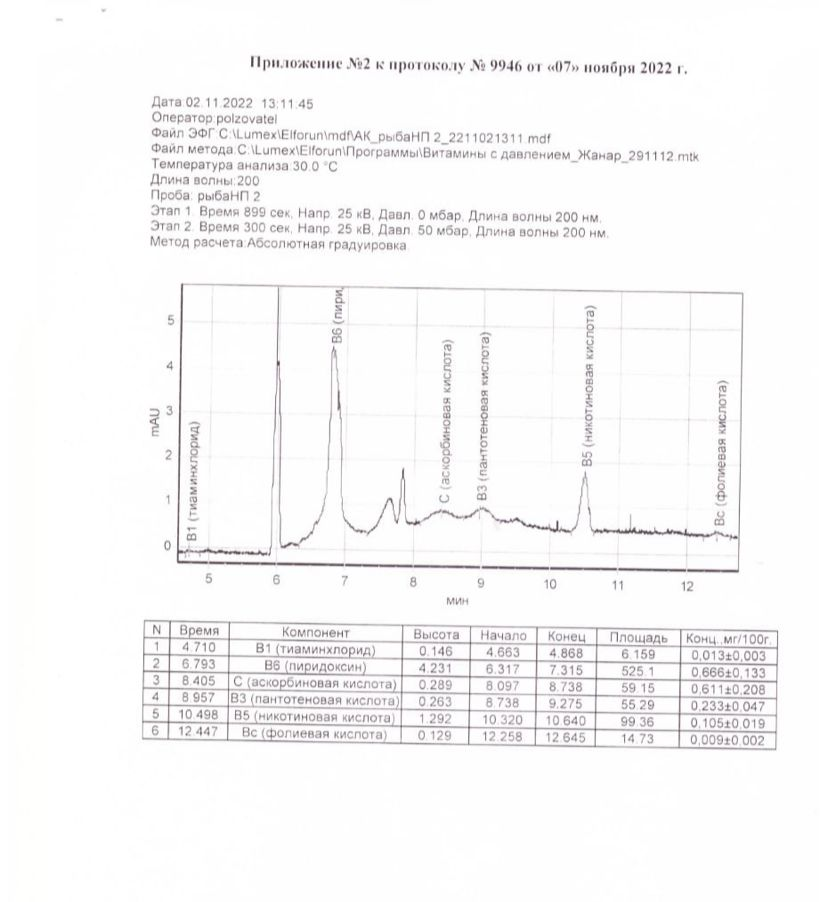 Приложение №2 к протоколу № 9946 от «07» ноября 2022 г.
Дата:02.11.2022 13:11:45
Оператор:polzovatel
Файл ЭФГ:C:\Lumex\Elforun\mdf\АК_рыбаНП 2_2211021311.mdf
Файл метода:C:\Lumex\Elforun\Программы\Витамины с давлением_Жанар_291112.mtk
Температура анализа:30.0 °C
Длина волны:200
Проба: рыбаНП 2
Этап 1. Время 899 сек, Напр. 25 кВ, Давл. 0 мбар, Длина волны 200 нм.
Этап 2. Время 300 сек, Напр. 25 кВ, Давл. 50 мбар, Длина волны 200 нм.
Метод расчета:Абсолютная градуировка.
mAU
5
4
3
2
1
0
B1 (тиаминхлорид)
B6 (пири
C (аскорбиновая кислота)
B3 (пантотеновая кислота)
B5 (никотиновая кислота)
Bc (фолиевая кислота)
5 6 7 8 9 10 11 12
мин
N Время Компонент Высота Начало Конец Площадь Конц.,мг/100г.
1 4.710 B1 (тиаминхлорид) 0.146 4.663 4.868 6.159 0,013±0,003
2 6.793 B6 (пиридоксин) 4.231 6.317 7.315 525.1 0,666±0,133
3 8.405 C (аскорбиновая кислота) 0.289 8.097 8.738 59.15 0,611±0,208
4 8.957 B3 (пантотеновая кислота) 0.263 8.738 9.275 55.29 0,233±0,047
5 10.498 B5 (никотиновая кислота) 1.292 10.320 10.640 99.36 0,105±0,019
6 12.447 Bc (фолиевая кислота) 0.129 12.258 12.645 14.73 0,009±0,002